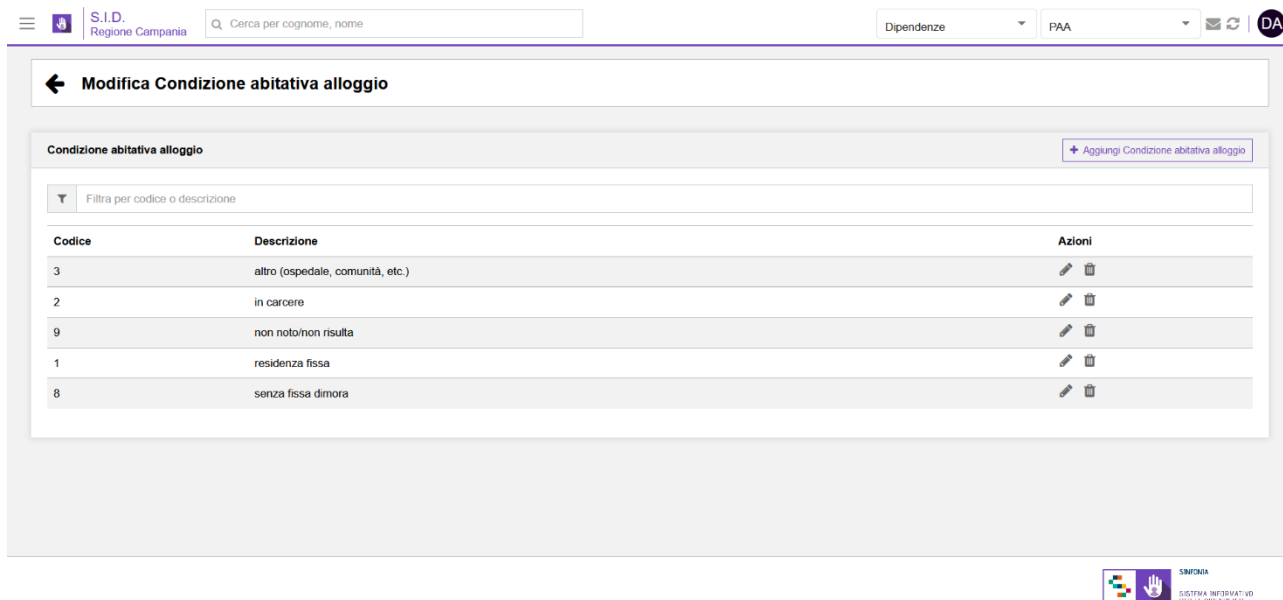 S.I.D.
Regione Campania
Cerca per cognome, nome
Dipendenze
PAA
DA
Modifica Condizione abitativa alloggio
Condizione abitativa alloggio
+ Aggiungi Condizione abitativa alloggio
Filtra per codice o descrizione
Codice Descrizione Azioni
3 altro (ospedale, comunità, etc.)
2 in carcere
9 non noto/non risulta
1 residenza fissa
8 senza fissa dimora
SINFONIA
SISTEMA INFORMATIVO